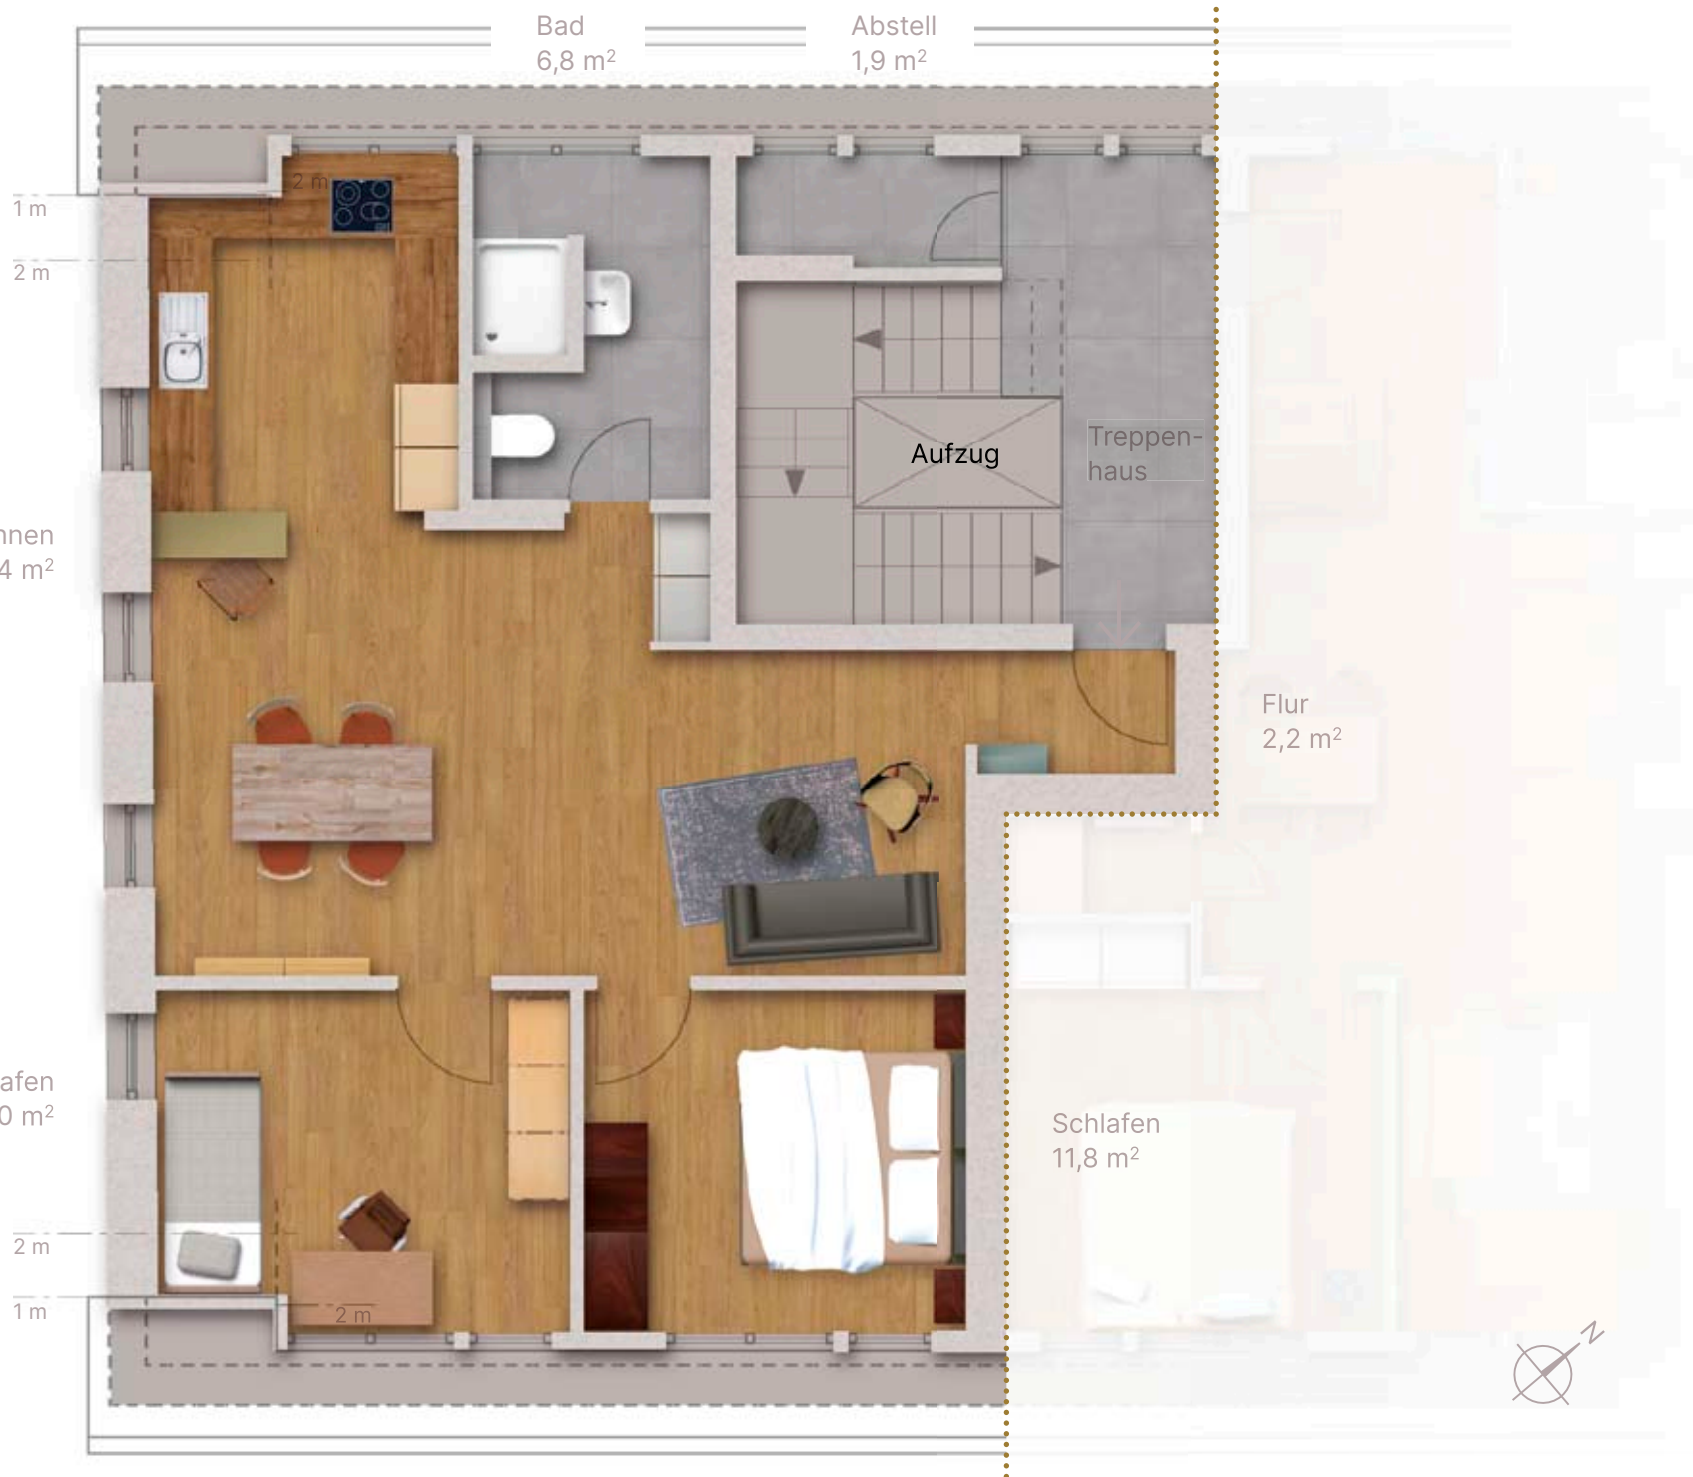 Bad
6,8 m²
Abstell
1,9 m²
2 m
1 m
2 m
Aufzug
Treppen-
haus
nnen
4 m²
Flur
2,2 m²
afen
0 m²
Schlafen
11,8 m²
2 m
1 m
2 m
N